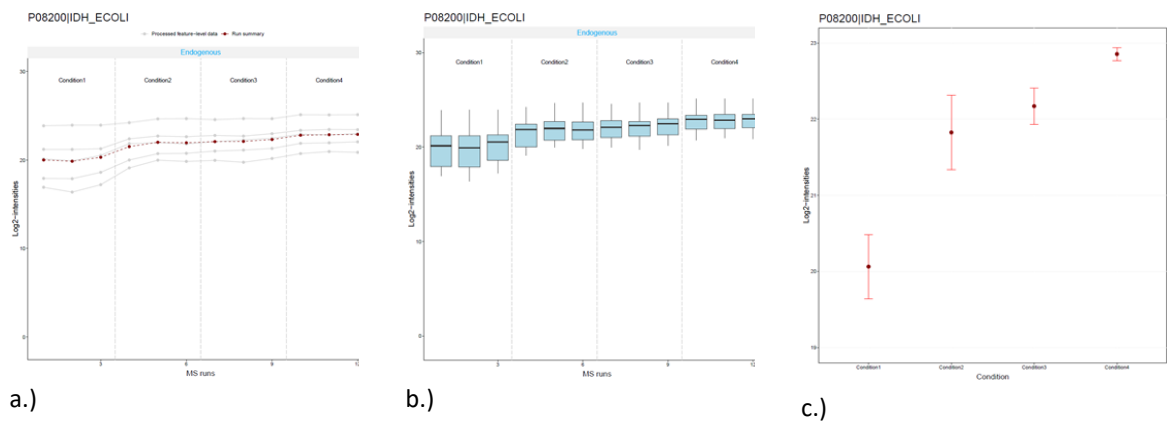 P08200|IDH_ECOLI
Processed feature-level data Run summary
Endogenous
Condition1 Condition2 Condition3 Condition4
30
20
10
0
Log2-intensities
3 6 9 12
MS runs
a.)
P08200|IDH_ECOLI
Endogenous
Condition1 Condition2 Condition3 Condition4
30
20
10
0
Log2-intensities
3 6 9 12
MS runs
b.)
P08200|IDH_ECOLI
23
22
21
20
19
Log2-intensities
Condition1 Condition2 Condition3 Condition4
Condition
c.)